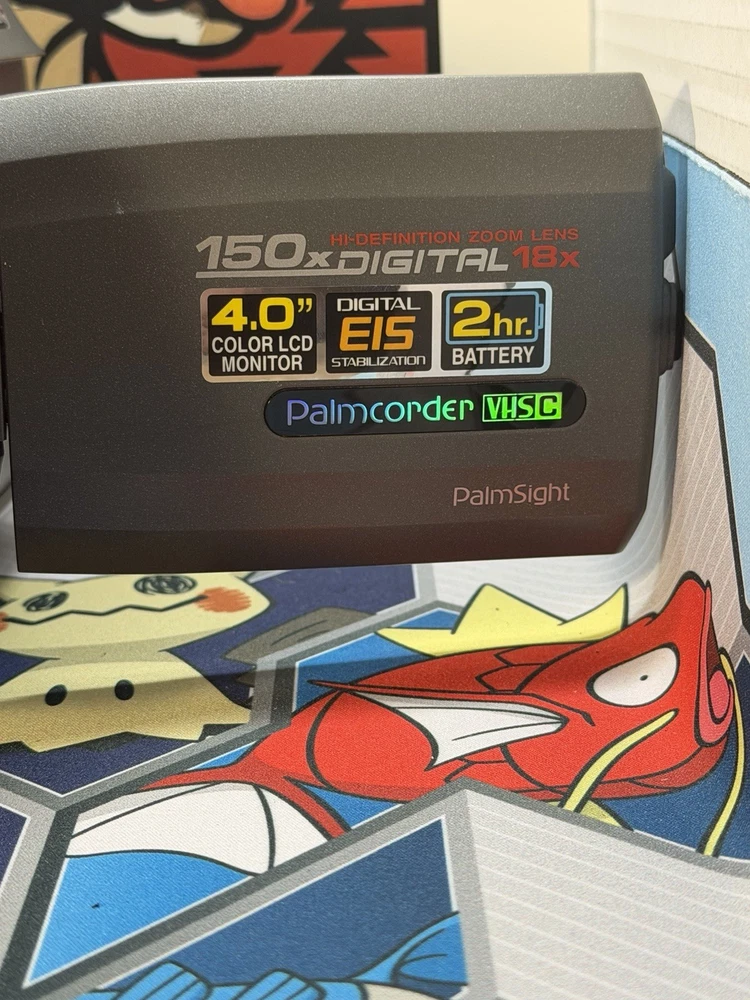 HI-DEFINITION ZOOM LENS
150x DIGITAL 18x
4.0”
COLOR LCD
MONITOR
DIGITAL
EIS
STABILIZATION
2hr.
BATTERY
Palmcorder VHS C
PalmSight